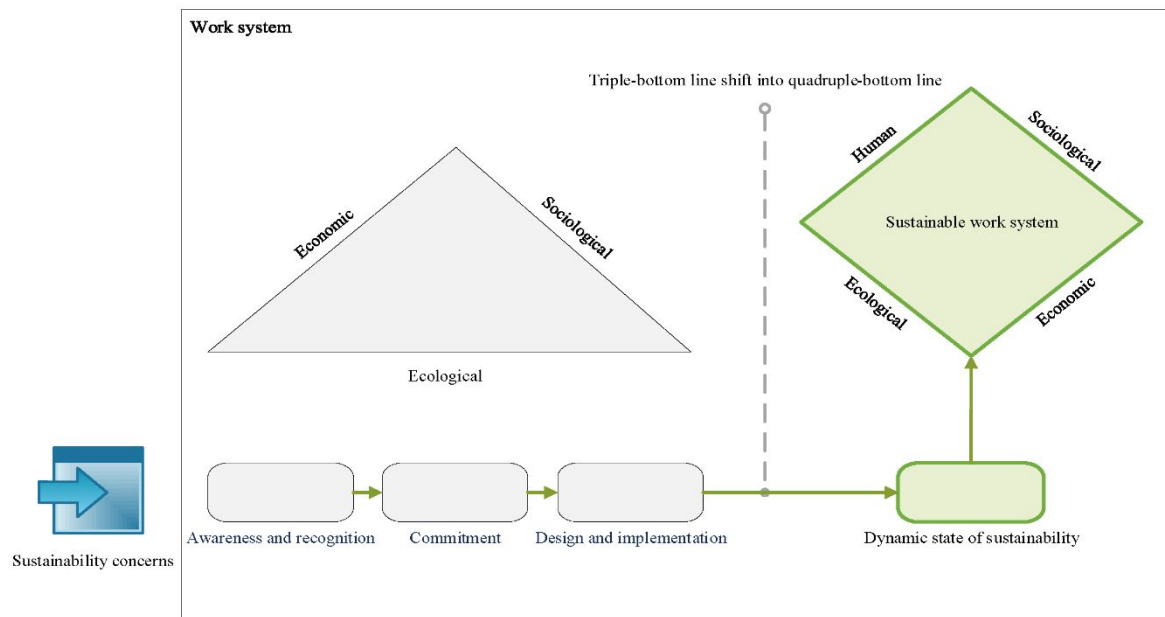 Work system
Triple-bottom line shift into quadruple-bottom line
Human
Sociological
Economic
Sociological
Sustainable work system
Ecological
Economic
Ecological
Sustainability concerns
Awareness and recognition
Commitment
Design and implementation
Dynamic state of sustainability